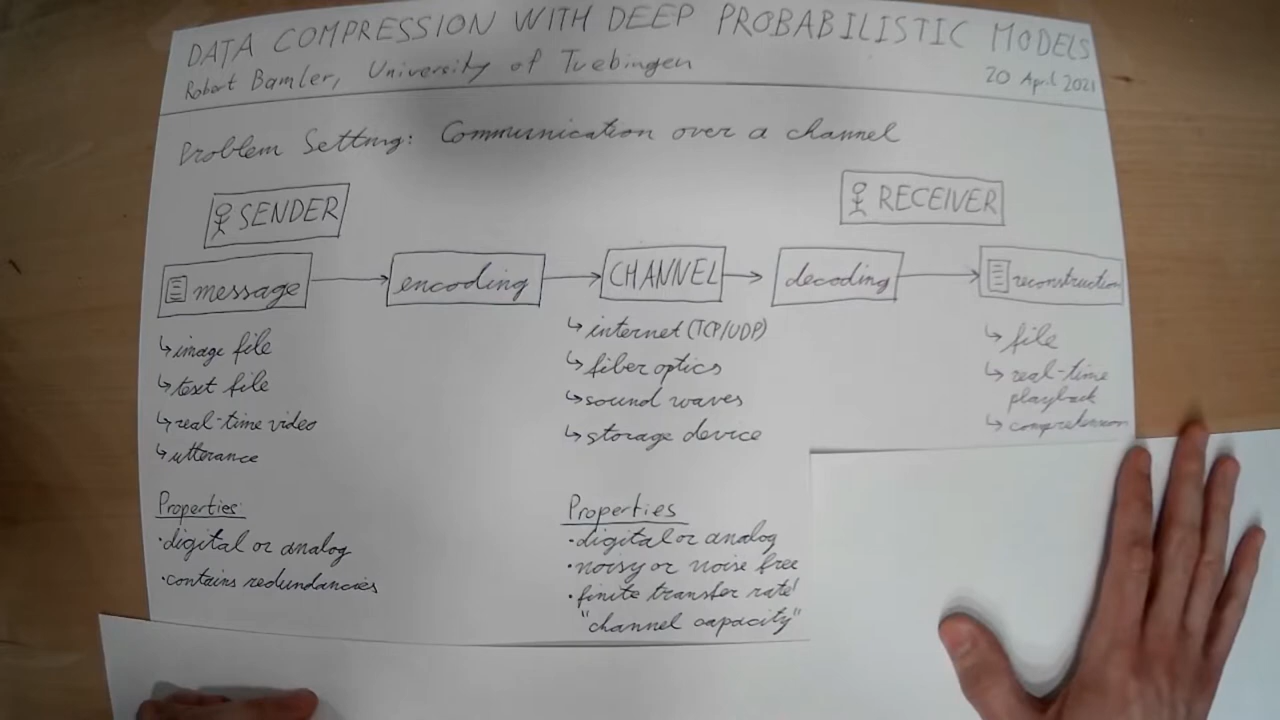 DATA COMPRESSION WITH DEEP PROBABILISTIC MODELS
Robert Bamler, University of Tuebingen
20 April 2021
Problem Setting: Communication over a channel
SENDER
RECEIVER
message
encoding
CHANNEL
decoding
reconstruction
↳image file
↳text file
↳real-time video
↳utterance
↳internet (TCP/UDP)
↳fiber optics
↳sound waves
↳storage device
↳file
↳real-time
playback
↳comprehension
Properties:
·digital or analog
·contains redundancies
Properties
·digital or analog
·noisy or noise free
·finite transfer rate
"channel capacity"